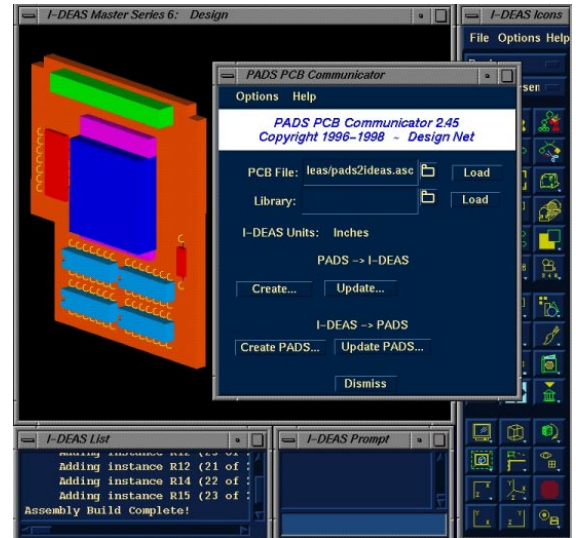 I-DEAS Master Series 6: Design
I-DEAS Icons
File Options Help
PADS PCB Communicator
Options Help
PADS PCB Communicator 2.45
Copyright 1996-1998 - Design Net
PCB File: leas/pads2ideas.asc Load
Library: Load
I-DEAS Units: Inches
PADS -> I-DEAS
Create... Update...
I-DEAS -> PADS
Create PADS... Update PADS...
Dismiss
I-DEAS List
I-DEAS Prompt
Adding instance R12 (21 of
Adding instance R14 (22 of
Adding instance R15 (23 of
Assembly Build Complete!